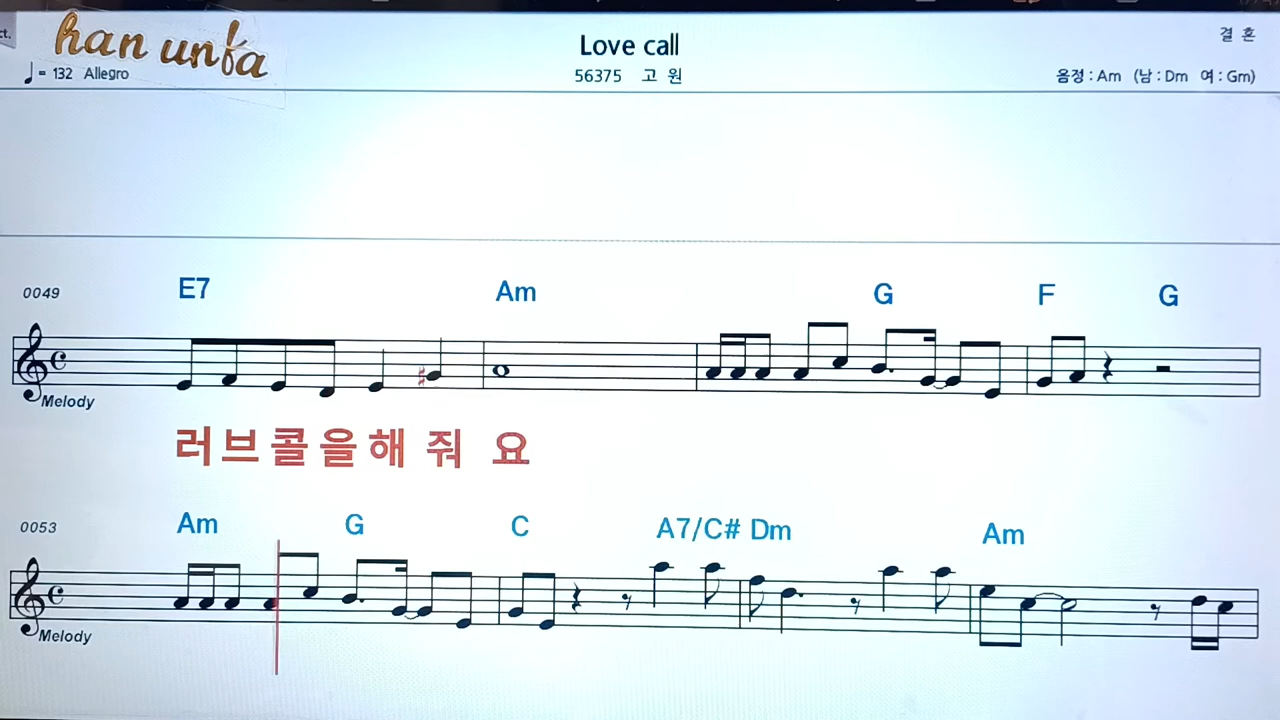 ct.
han unfa
Love call
결 혼
♩= 132 Allegro
56375 고 원
음정 : Am (남 : Dm 여 : Gm)
0049
E7 Am G F G
Melody
러브콜을해 줘 요
0053
Am G C A7/C# Dm Am
Melody